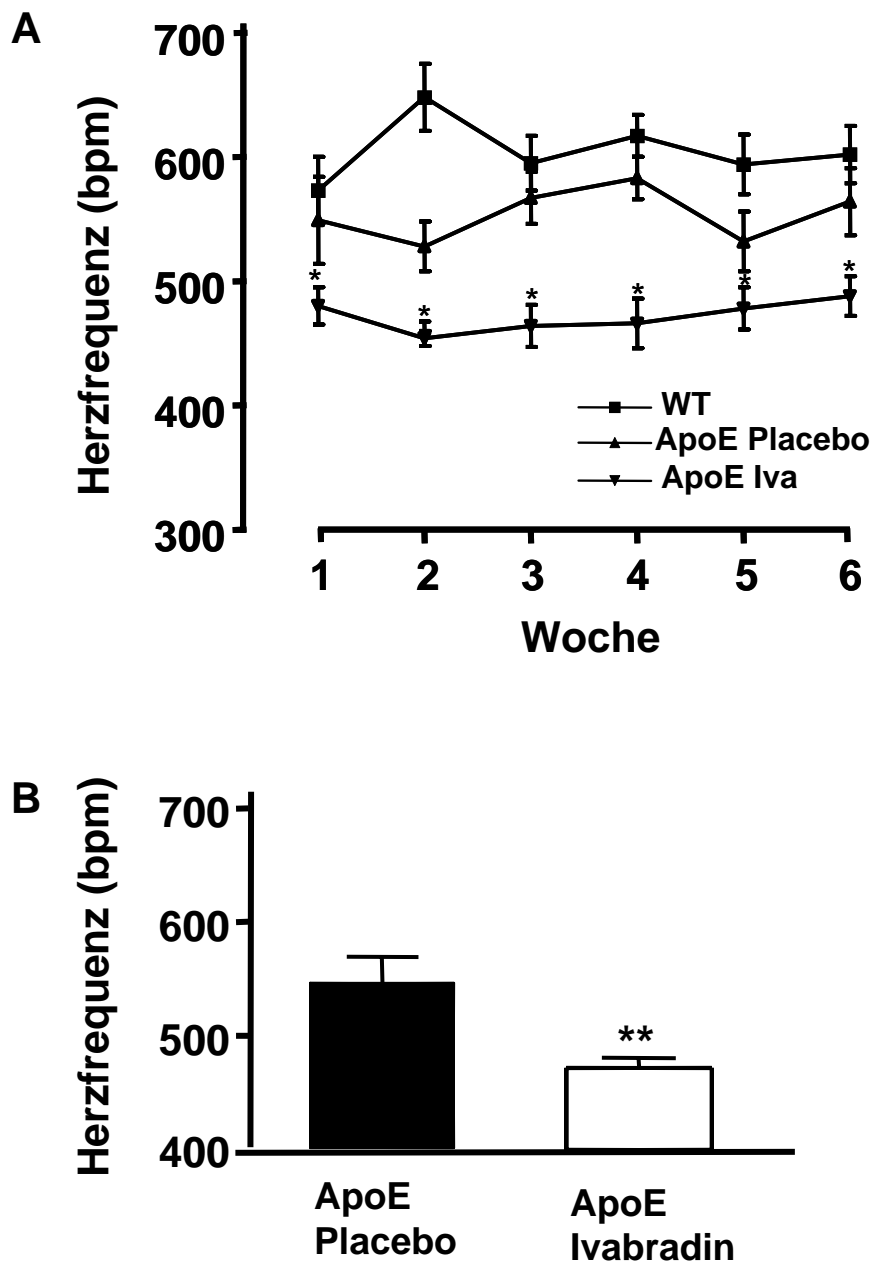 A
Herzfrequenz (bpm)
700
600
500
400
300
*
*
*
*
*
*
WT
ApoE Placebo
ApoE Iva
1 2 3 4 5 6
Woche
B
Herzfrequenz (bpm)
700
600
500
400
**
ApoE
Placebo
ApoE
Ivabradin